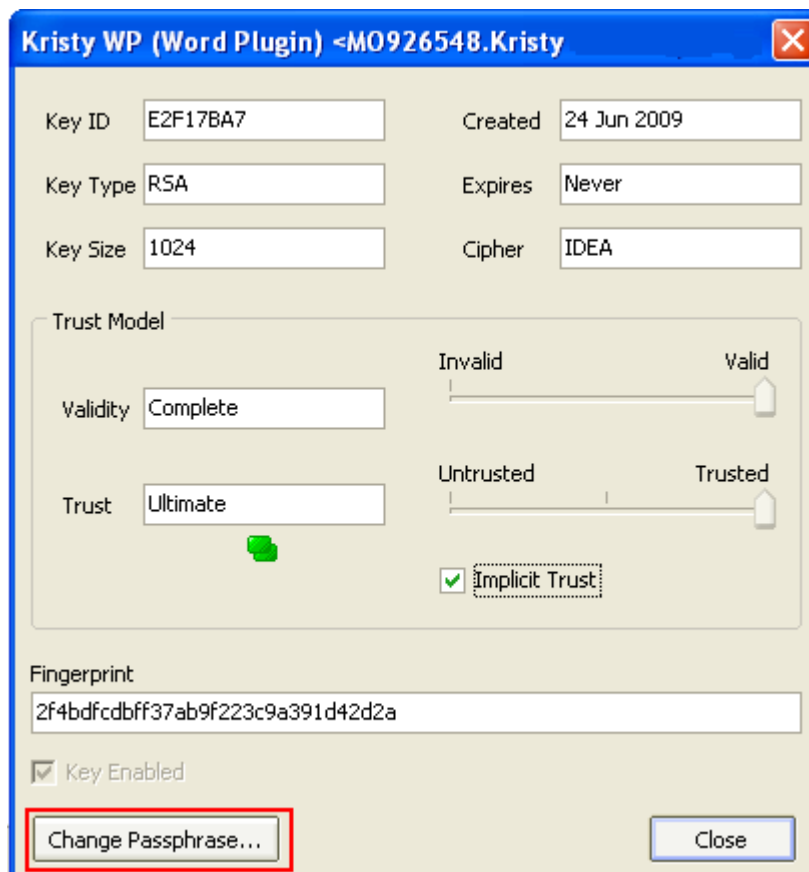 Kristy WP (Word Plugin) <MO926548.Kristy
Key ID E2F17BA7 Created 24 Jun 2009
Key Type RSA Expires Never
Key Size 1024 Cipher IDEA
Trust Model
Invalid Valid
Validity Complete
Untrusted Trusted
Trust Ultimate
Implicit Trust
Fingerprint
2f4bdfcdbff37ab9f223c9a391d42d2a
Key Enabled
Change Passphrase... Close